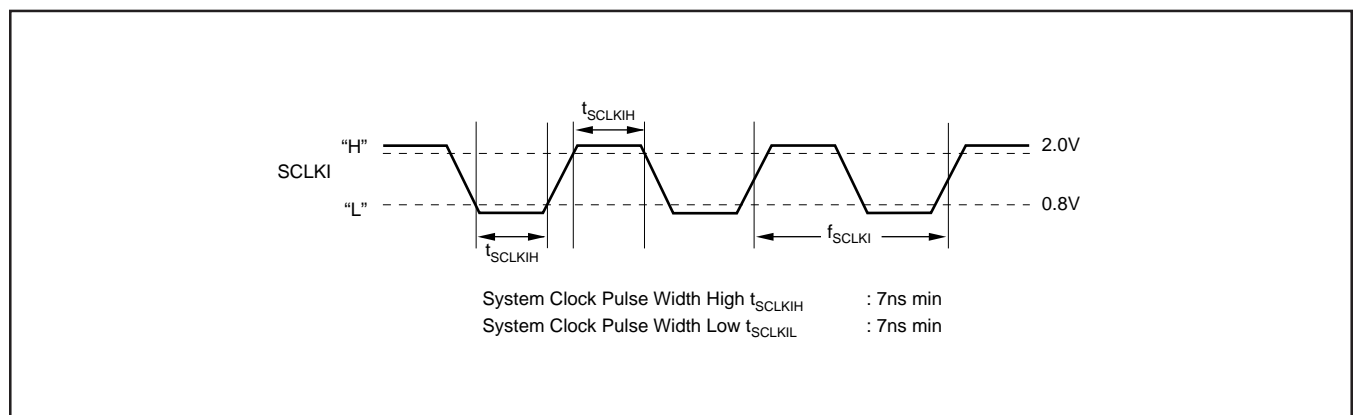 tSCLKIH
“H”
2.0V
SCLKI
“L”
0.8V
fSCLKI
tSCLKIH
System Clock Pulse Width High tSCLKIH : 7ns min
System Clock Pulse Width Low tSCLKIL : 7ns min